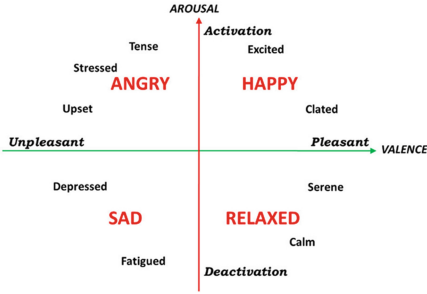 AROUSAL
Activation
Tense
Excited
Stressed
ANGRY
HAPPY
Upset
Clated
Unpleasant
Pleasant
VALENCE
Depressed
Serene
SAD
RELAXED
Calm
Fatigued
Deactivation